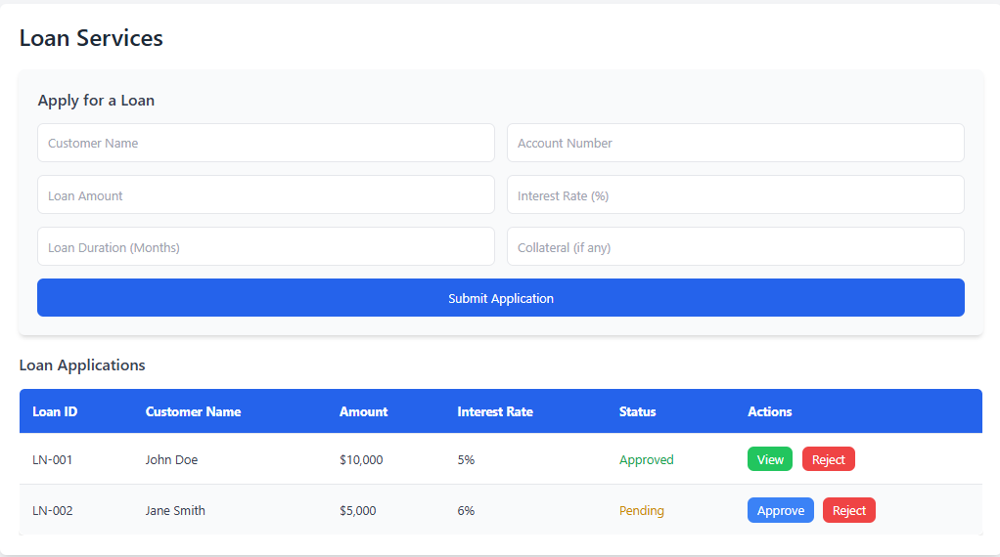 Loan Services
Apply for a Loan
Customer Name Account Number
Loan Amount Interest Rate (%)
Loan Duration (Months) Collateral (if any)
Submit Application
Loan Applications
Loan ID Customer Name Amount Interest Rate Status Actions
LN-001 John Doe $10,000 5% Approved View Reject
LN-002 Jane Smith $5,000 6% Pending Approve Reject